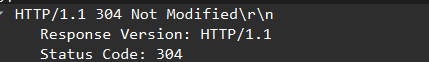 HTTP/1.1 304 Not Modified\r\n
Response Version: HTTP/1.1
Status Code: 304